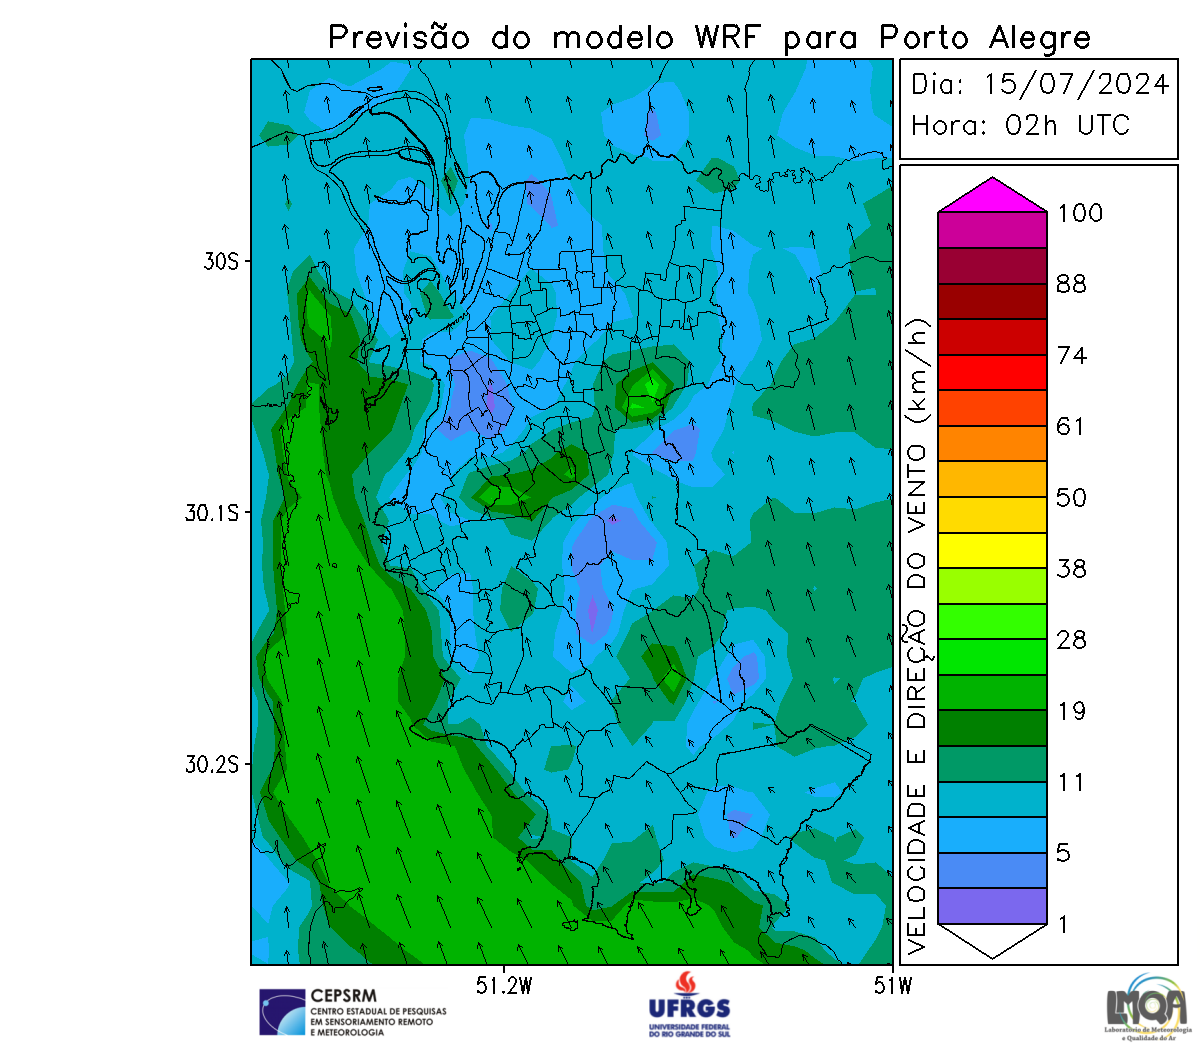 Previsão do modelo WRF para Porto Alegre
Dia: 15/07/2024
Hora: 02h UTC
30S
30.1S
30.2S
51.2W
51W
VELOCIDADE E DIREÇÃO DO VENTO (km/h)
100
88
74
61
50
38
28
19
11
5
1
CEPSRM
CENTRO ESTADUAL DE PESQUISAS
EM SENSORIAMENTO REMOTO
E METEOROLOGIA
UFRGS
UNIVERSIDADE FEDERAL
DO RIO GRANDE DO SUL
LMQA
Laboratório de Meteorologia
e Qualidade do Ar